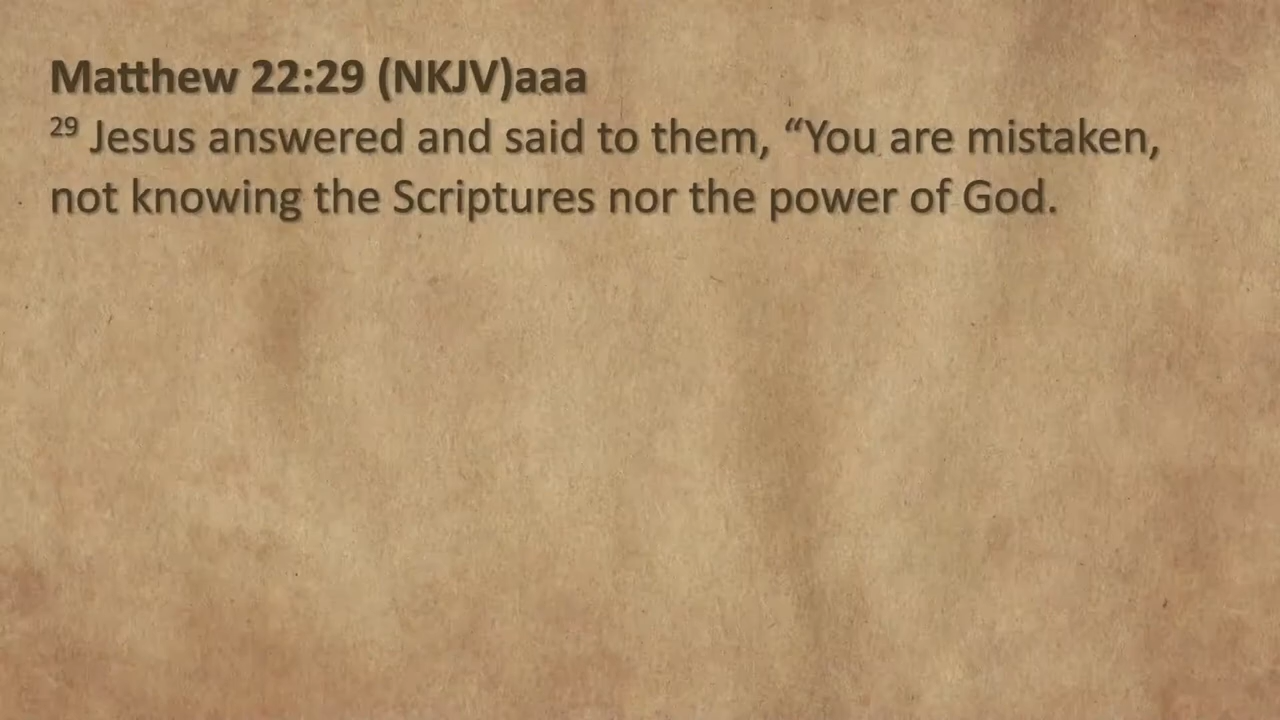 Matthew 22:29 (NKJV)aaa
29 Jesus answered and said to them, “You are mistaken,
not knowing the Scriptures nor the power of God.